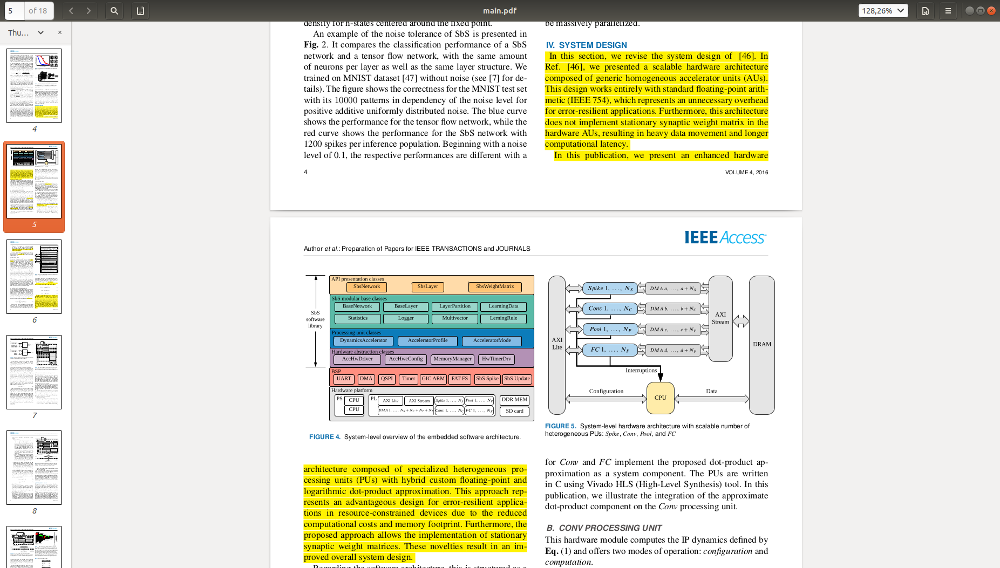 5 of 18
main.pdf
128,26%
Thu...
4
5
6
7
8
density for h-states centered around the fixed point.
An example of the noise tolerance of SbS is presented in
Fig. 2. It compares the classification performance of a SbS
network and a tensor flow network, with the same amount
of neurons per layer as well as the same layer structure. We
trained on MNIST dataset [47] without noise (see [7] for de-
tails). The figure shows the correctness for the MNIST test set
with its 10000 patterns in dependency of the noise level for
positive additive uniformly distributed noise. The blue curve
shows the performance for the tensor flow network, while the
red curve shows the performance for the SbS network with
1200 spikes per inference population. Beginning with a noise
level of 0.1, the respective performances are different with a
4
be massively parallelized.
IV. SYSTEM DESIGN
In this section, we revise the system design of [46]. In
Ref. [46], we presented a scalable hardware architecture
composed of generic homogeneous accelerator units (AUs).
This design works entirely with standard floating-point arith-
metic (IEEE 754), which represents an unnecessary overhead
for error-resilient applications. Furthermore, this architecture
does not implement stationary synaptic weight matrix in the
hardware AUs, resulting in heavy data movement and longer
computational latency.
In this publication, we present an enhanced hardware
VOLUME 4, 2016
IEEE Access
Author et al.: Preparation of Papers for IEEE TRANSACTIONS and JOURNALS
SbS
software
library
API presentation classes
SbsNetwork SbsLayer SbsWeightMatrix
SbS modular base classes
BaseNetwork BaseLayer LayerPartition LearningData
Statistics Logger Multivector LerningRule
Processing unit classes
DynamicsAccelerator AcceleratorProfile AcceleratorMode
Hardware abstraction classes
AccHwDriver AccHweConfig MemoryManager HwTimerDrv
BSP
UART DMA QSPI Timer GIC ARM FAT FS SbS Spike SbS Update
Hardware platform
PS CPU PL AXI Lite AXI Stream Spike 1, ..., N_S Pool 1, ..., N_P DDR MEM
CPU DMA 1, ..., N_S + N_C + N_P + N_F Conv 1, ..., N_C FC 1, ..., N_F SD card
FIGURE 4. System-level overview of the embedded software architecture.
AXI
Lite
Spike 1, ..., N_S DMA a, ..., a + N_S
Conv 1, ..., N_C DMA b, ..., b + N_C
Pool 1, ..., N_P DMA c, ..., c + N_P
FC 1, ..., N_F DMA d, ..., d + N_F
AXI
Stream
DRAM
Interruptions
Configuration
CPU
Data
FIGURE 5. System-level hardware architecture with scalable number of
heterogeneous PUs: Spike, Conv, Pool, and FC
architecture composed of specialized heterogeneous pro-
cessing units (PUs) with hybrid custom floating-point and
logarithmic dot-product approximation. This approach rep-
resents an advantageous design for error-resilient applica-
tions in resource-constrained devices due to the reduced
computational costs and memory footprint. Furthermore, the
proposed approach allows the implementation of stationary
synaptic weight matrices. These novelties result in an im-
proved overall system design.
Regarding the software architecture, this is structured as a
for Conv and FC implement the proposed dot-product ap-
proximation as a system component. The PUs are written
in C using Vivado HLS (High-Level Synthesis) tool. In this
publication, we illustrate the integration of the approximate
dot-product component on the Conv processing unit.
B. CONV PROCESSING UNIT
This hardware module computes the IP dynamics defined by
Eq. (1) and offers two modes of operation: configuration and
computation.